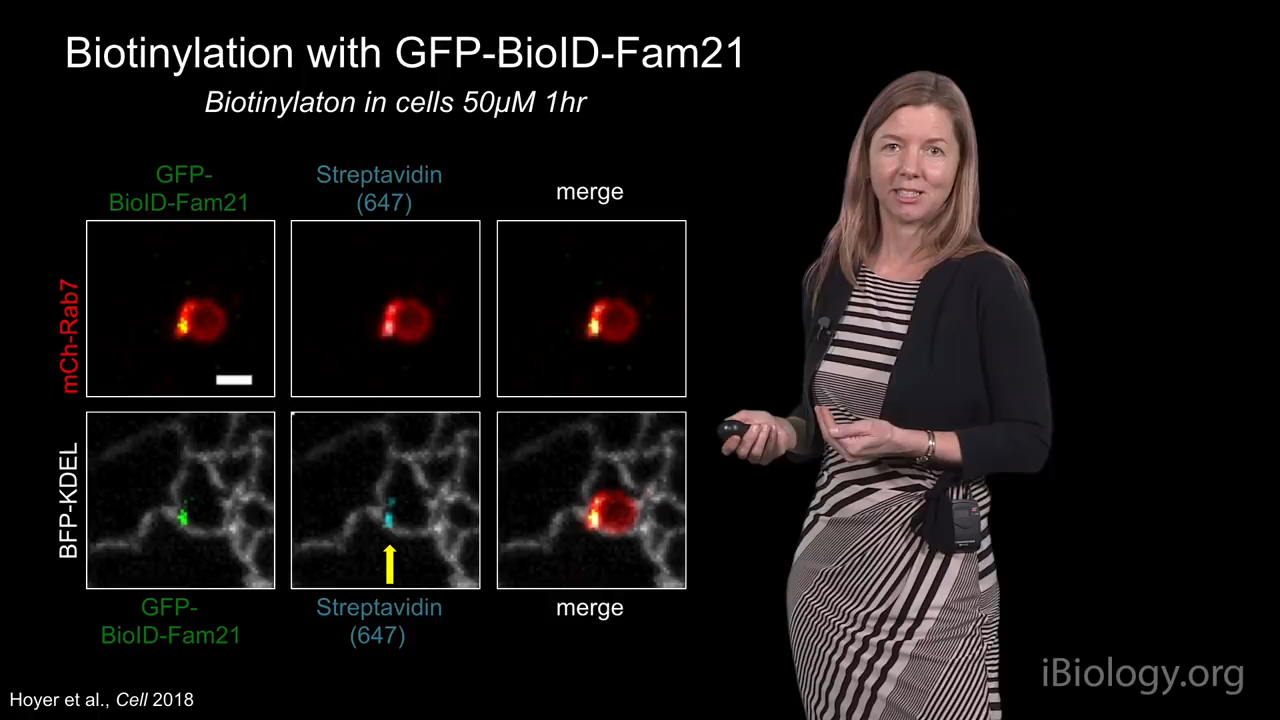 Biotinylation with GFP-BioID-Fam21
Biotinylaton in cells 50µM 1hr
GFP-
BioID-Fam21
Streptavidin
(647)
merge
mCh-Rab7
BFP-KDEL
GFP-
BioID-Fam21
Streptavidin
(647)
merge
Hoyer et al., Cell 2018
iBiology.org